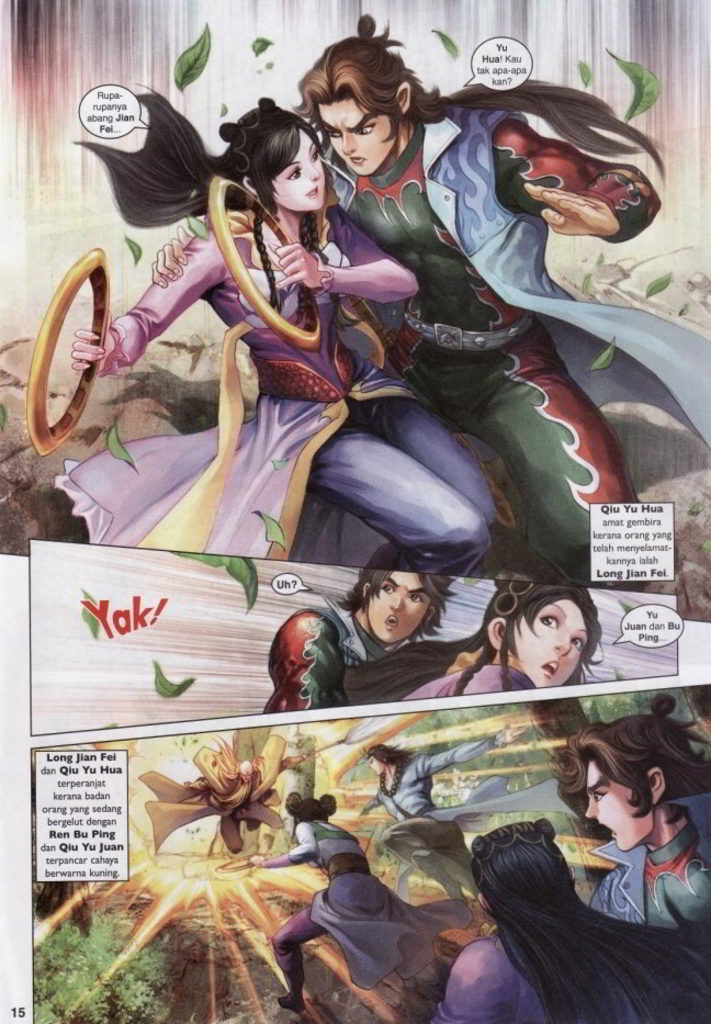 Yu
Hua! Kau
tak apa-apa
kan?
Rupa-
rupanya
abang Jian
Fei...
Qiu Yu Hua
amat gembira
kerana orang yang
telah menyelamat-
kannya ialah
Long Jian Fei.
Yak!
Uh?
Yu
Juan dan Bu
Ping...
Long Jian Fei
dan Qiu Yu Hua
terperanjat
kerana badan
orang yang sedang
bergelut dengan
Ren Bu Ping
dan Qiu Yu Juan
terpancar cahaya
berwarna kuning.
15